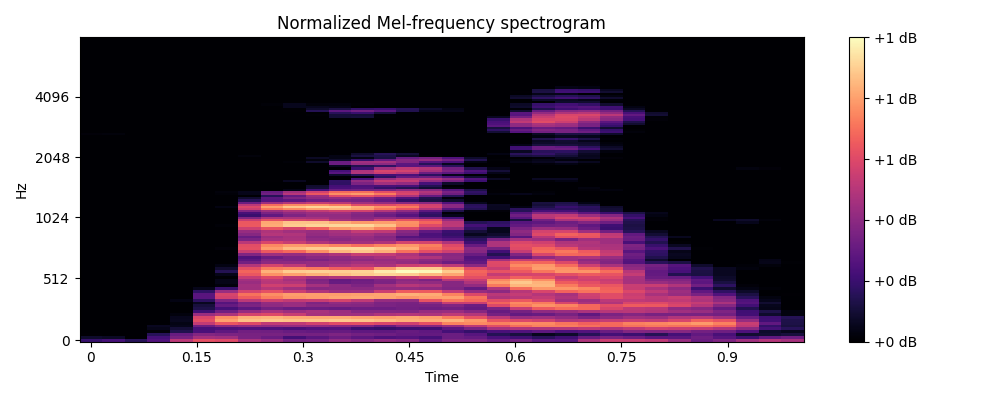 Normalized Mel-frequency spectrogram
Hz
4096
2048
1024
512
0
0 0.15 0.3 0.45 0.6 0.75 0.9
Time
+1 dB
+1 dB
+1 dB
+0 dB
+0 dB
+0 dB